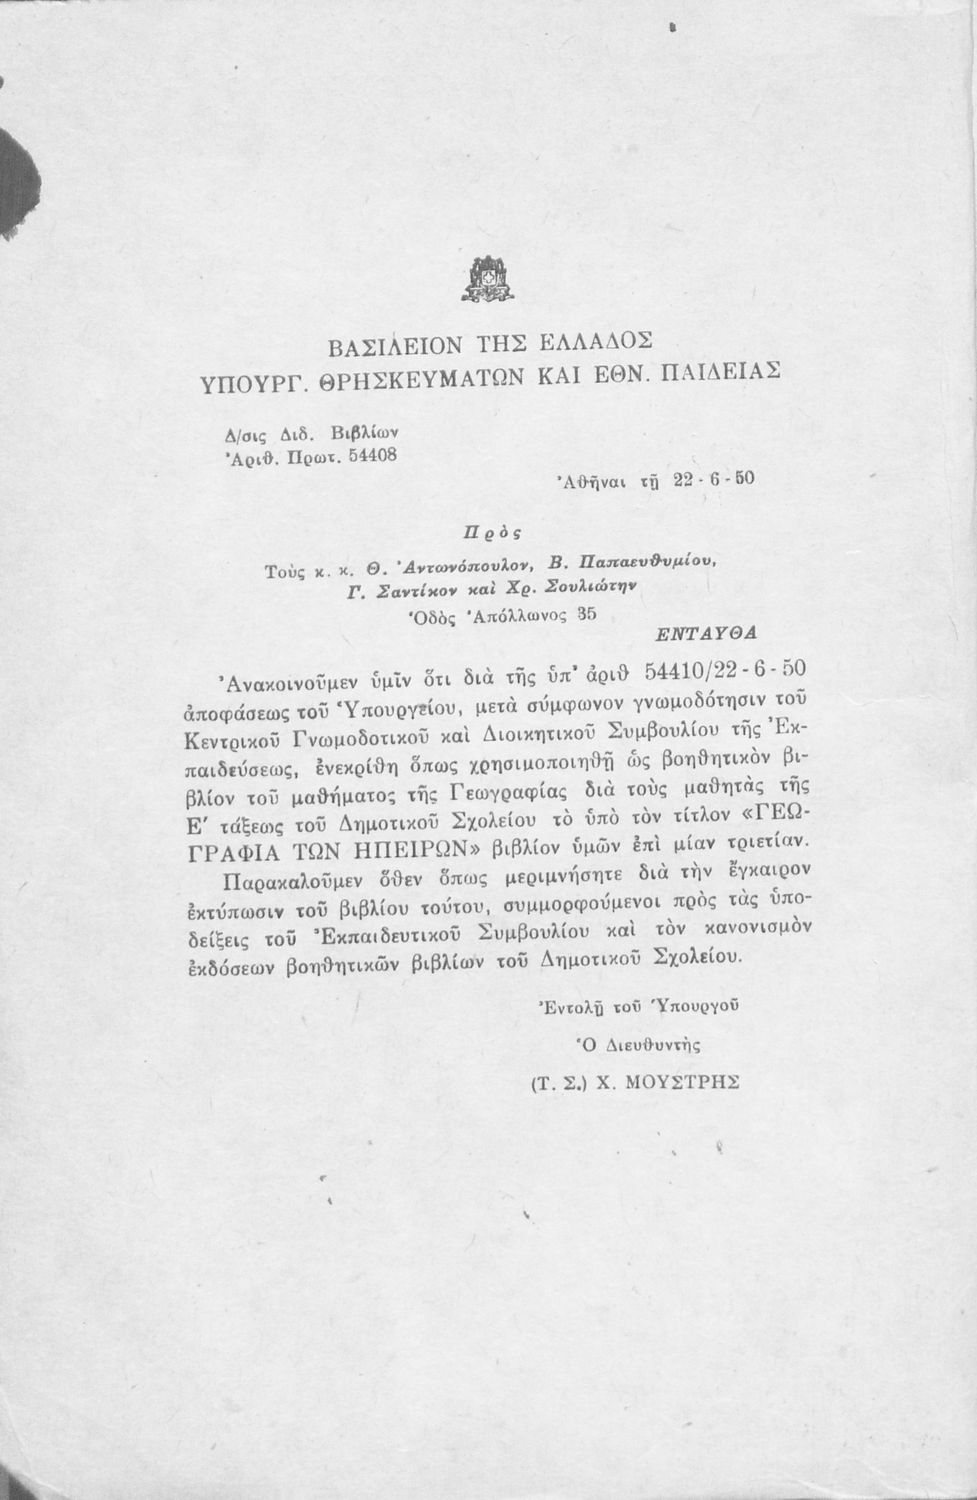 ΒΑΣΙΛΕΙΟΝ ΤΗΣ ΕΛΛΑΔΟΣ
ΥΠΟΥΡΓ. ΘΡΗΣΚΕΥΜΑΤΩΝ ΚΑΙ ΕΘΝ. ΠΑΙΔΕΙΑΣ
Δ/σις Διδ. Βιβλίων
Ἀριθ. Πρωτ. 54408
Ἀθῆναι τῇ 22 - 6 - 50
Πρὸς
Τοὺς κ. κ. Θ. Ἀντωνόπουλον, Β. Παπαευθυμίου,
Γ. Σαντίκον καὶ Χρ. Σουλιώτην
Ὁδὸς Ἀπόλλωνος 35
ΕΝΤΑΥΘΑ
Ἀνακοινοῦμεν ὑμῖν ὅτι διὰ τῆς ὑπ' ἀριθ 54410/22 - 6 - 50
ἀποφάσεως τοῦ Ὑπουργείου, μετὰ σύμφωνον γνωμοδότησιν τοῦ
Κεντρικοῦ Γνωμοδοτικοῦ καὶ Διοικητικοῦ Συμβουλίου τῆς Ἐκ-
παιδεύσεως, ἐνεκρίθη ὅπως χρησιμοποιηθῇ ὡς βοηθητικὸν βι-
βλίον τοῦ μαθήματος τῆς Γεωγραφίας διὰ τοὺς μαθητὰς τῆς
Ε' τάξεως τοῦ Δημοτικοῦ Σχολείου τὸ ὑπὸ τὸν τίτλον «ΓΕΩ-
ΓΡΑΦΙΑ ΤΩΝ ΗΠΕΙΡΩΝ» βιβλίον ὑμῶν ἐπὶ μίαν τριετίαν.
Παρακαλοῦμεν ὅθεν ὅπως μεριμνήσητε διὰ τὴν ἔγκαιρον
ἐκτύπωσιν τοῦ βιβλίου τούτου, συμμορφούμενοι πρὸς τὰς ὑπο-
δείξεις τοῦ Ἐκπαιδευτικοῦ Συμβουλίου καὶ τὸν κανονισμὸν
ἐκδόσεων βοηθητικῶν βιβλίων τοῦ Δημοτικοῦ Σχολείου.
Ἐντολῇ τοῦ Ὑπουργοῦ
Ὁ Διευθυντὴς
(Τ. Σ.) Χ. ΜΟΥΣΤΡΗΣ